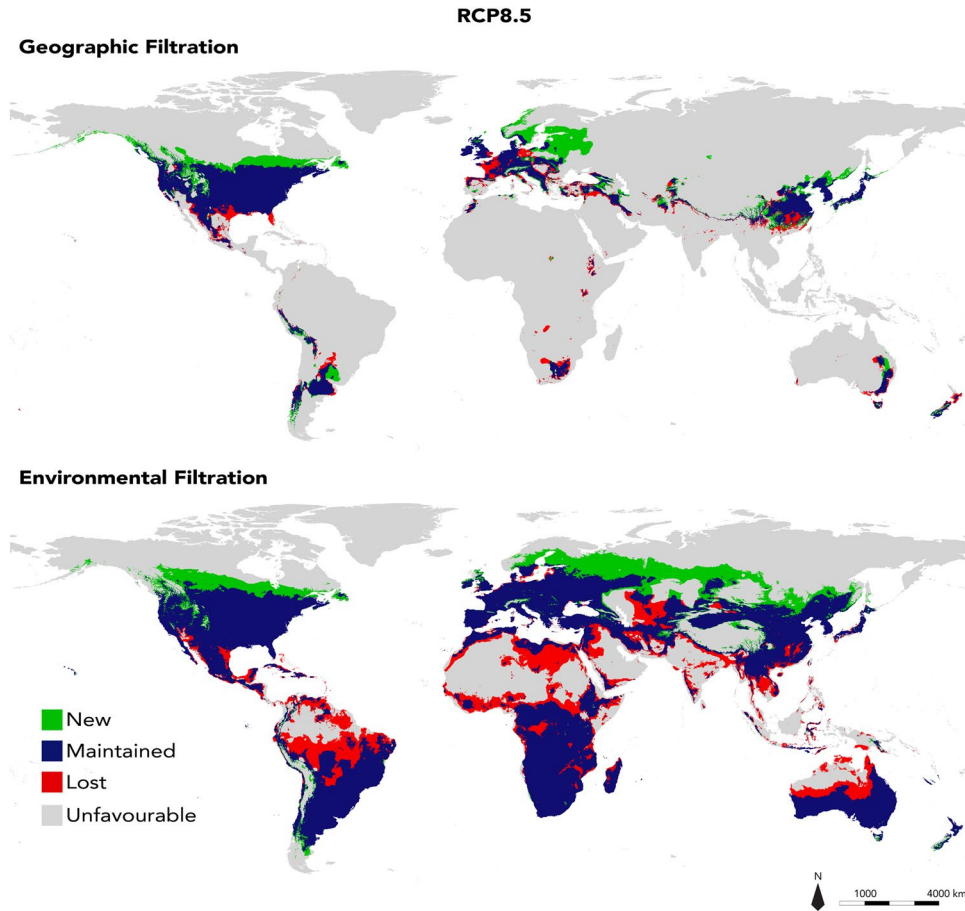 RCP8.5
Geographic Filtration
Environmental Filtration
New
Maintained
Lost
Unfavourable
N
1000 4000 km